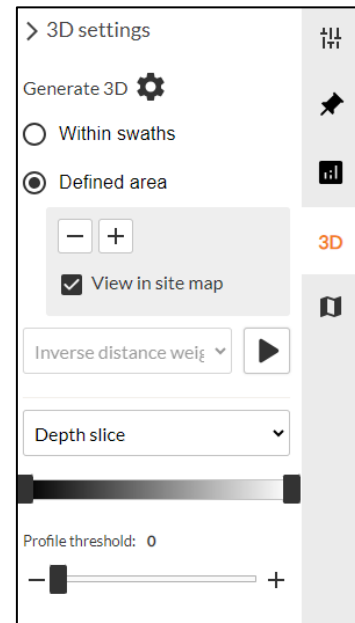 3D settings
Generate 3D
Within swaths
Defined area
View in site map
3D
Inverse distance weig
Depth slice
Profile threshold: 0